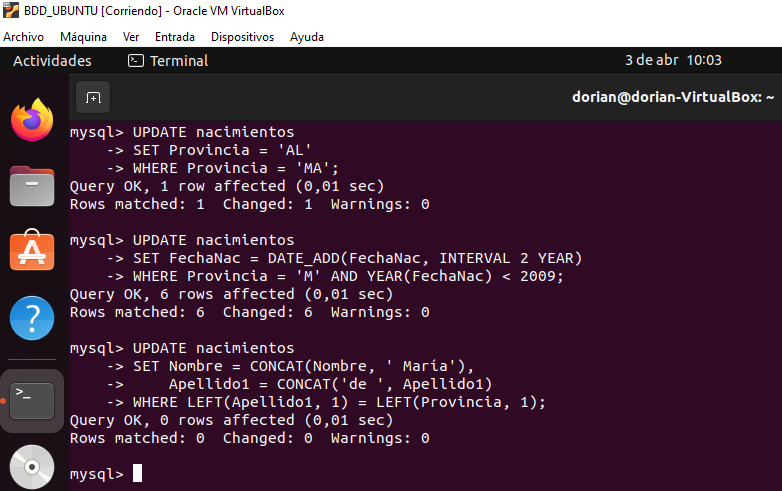 BDD_UBUNTU [Corriendo] - Oracle VM VirtualBox
Archivo Máquina Ver Entrada Dispositivos Ayuda
Actividades Terminal 3 de abr 10:03
dorian@dorian-VirtualBox: ~
mysql> UPDATE nacimientos
    -> SET Provincia = 'AL'
    -> WHERE Provincia = 'MA';
Query OK, 1 row affected (0,01 sec)
Rows matched: 1  Changed: 1  Warnings: 0
mysql> UPDATE nacimientos
    -> SET FechaNac = DATE_ADD(FechaNac, INTERVAL 2 YEAR)
    -> WHERE Provincia = 'M' AND YEAR(FechaNac) < 2009;
Query OK, 6 rows affected (0,01 sec)
Rows matched: 6  Changed: 6  Warnings: 0
mysql> UPDATE nacimientos
    -> SET Nombre = CONCAT(Nombre, ' María'),
    ->     Apellido1 = CONCAT('de ', Apellido1)
    -> WHERE LEFT(Apellido1, 1) = LEFT(Provincia, 1);
Query OK, 0 rows affected (0,01 sec)
Rows matched: 0  Changed: 0  Warnings: 0
mysql>